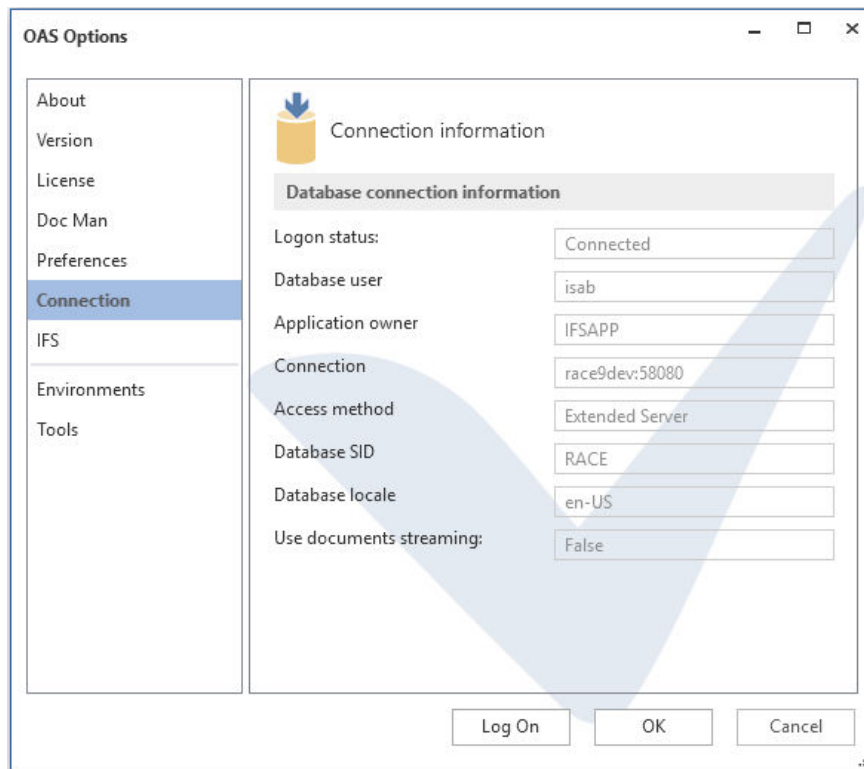 OAS Options
About
Version
License
Doc Man
Preferences
Connection
IFS
Environments
Tools
Connection information
Database connection information
Logon status: Connected
Database user isab
Application owner IFSAPP
Connection race9dev:58080
Access method Extended Server
Database SID RACE
Database locale en-US
Use documents streaming: False
Log On OK Cancel